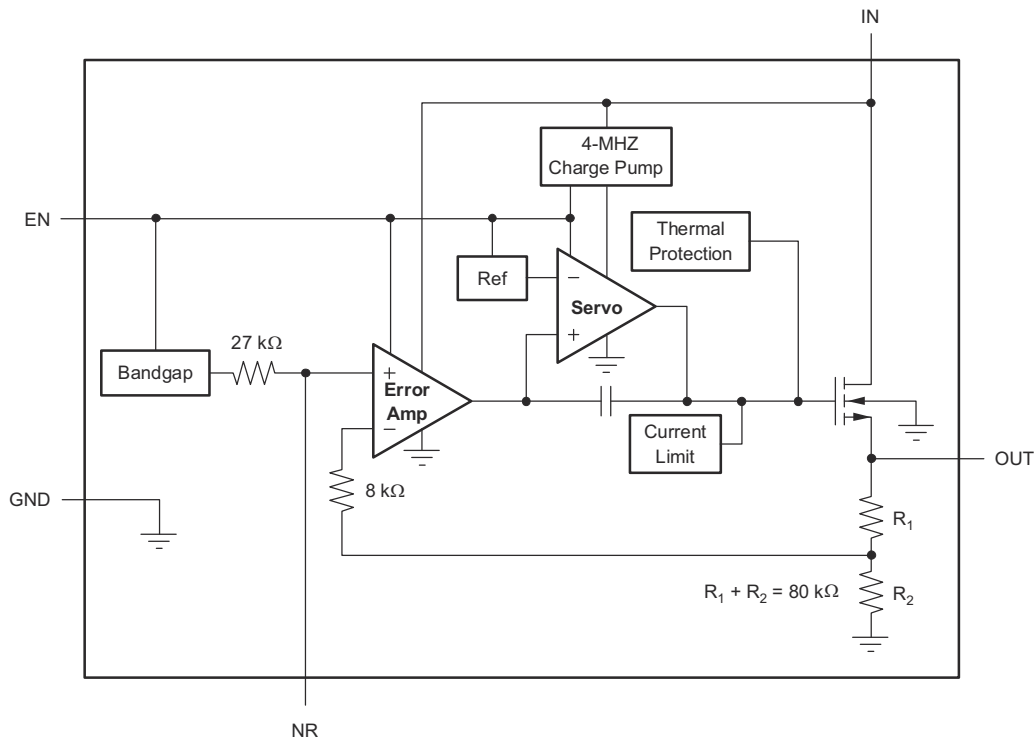 IN
4-MHZ
Charge Pump
EN
Thermal
Protection
Ref
−
Servo
+
27 kΩ
Bandgap
+
Error
Amp
−
Current
Limit
OUT
8 kΩ
GND
R1
R1 + R2 = 80 kΩ
R2
NR